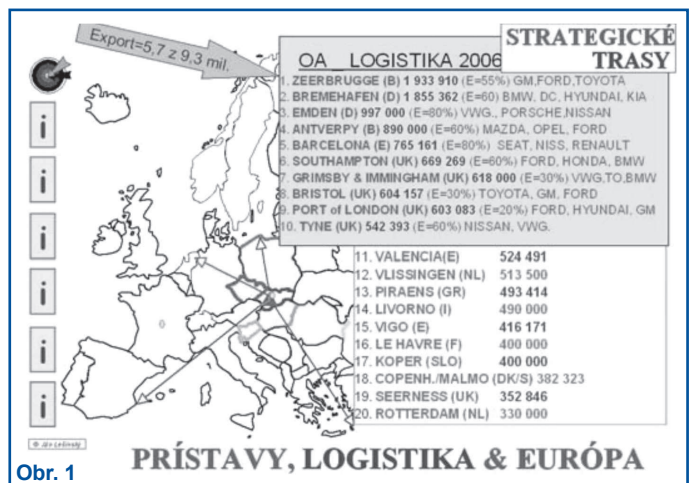 Export=5,7 z 9,3 mil.
STRATEGICKÉ
TRASY
OA__LOGISTIKA 2006
1. ZEERBRUGGE (B) 1 933 910 (E=55%) GM,FORD,TOYOTA
2. BREMEHAFEN (D) 1 855 362 (E=60) BMW, DC, HYUNDAI, KIA
3. EMDEN (D) 997 000 (E=80%) VWG., PORSCHE,NISSAN
4. ANTVERPY (B) 890 000 (E=60%) MAZDA, OPEL, FORD
5. BARCELONA (E) 765 161 (E=80%) SEAT, NISS, RENAULT
6. SOUTHAMPTON (UK) 669 269 (E=60%) FORD, HONDA, BMW
7. GRIMSBY & IMMINGHAM (UK) 618 000 (E=30%) VWG,TO,BMW
8. BRISTOL (UK) 604 157 (E=30%) TOYOTA, GM, FORD
9. PORT of LONDON (UK) 603 083 (E=20%) FORD, HYUNDAI, GM
10. TYNE (UK) 542 393 (E=60%) NISSAN, VWG.
11. VALENCIA(E) 524 491
12. VLISSINGEN (NL) 513 500
13. PIRAENS (GR) 493 414
14. LIVORNO (I) 490 000
15. VIGO (E) 416 171
16. LE HAVRE (F) 400 000
17. KOPER (SLO) 400 000
18. COPENH./MALMO (DK/S) 382 323
19. SEERNESS (UK) 352 846
20. ROTTERDAM (NL) 330 000
i
i
i
i
i
i
© Ján Lešinský
PRÍSTAVY, LOGISTIKA & EURÓPA
Obr. 1